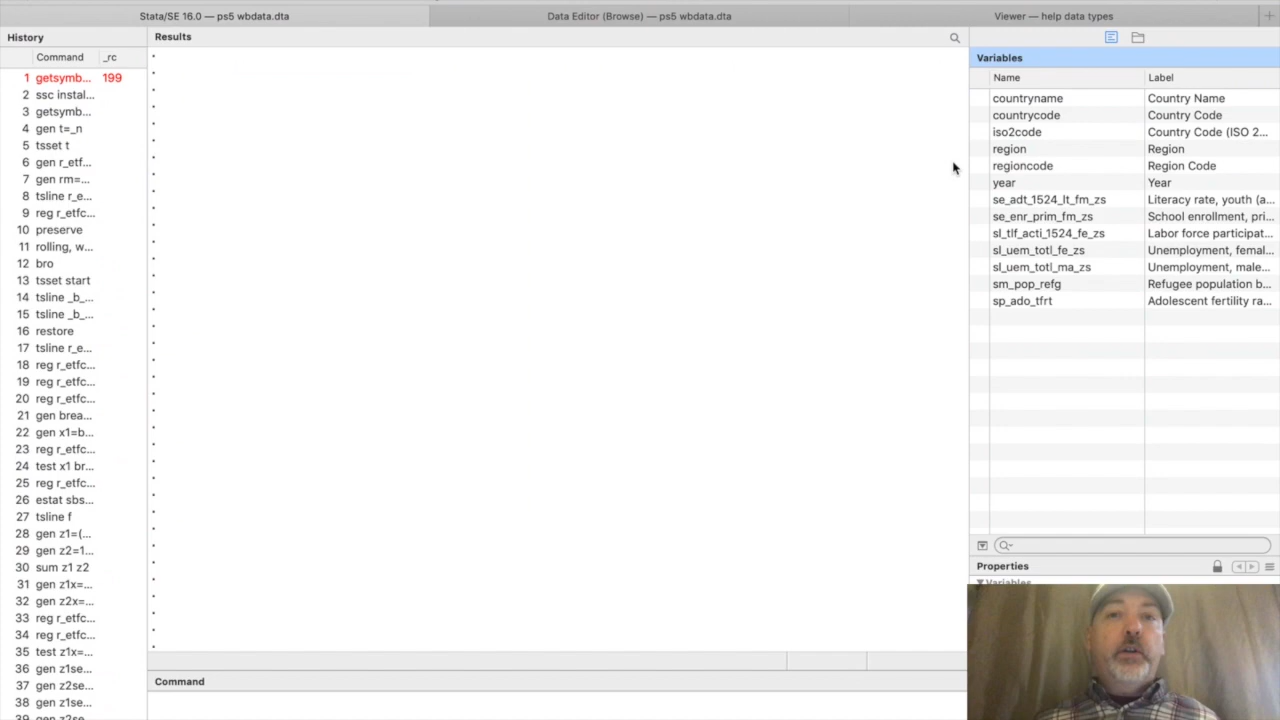 Stata/SE 16.0 — ps5 wbdata.dta
Data Editor (Browse) — ps5 wbdata.dta
Viewer — help data types
History
Command _rc
1 getsymb... 199
2 ssc instal...
3 getsymb...
4 gen t=_n
5 tsset t
6 gen r_etf...
7 gen rm=...
8 tsline r_e...
9 reg r_etfc...
10 preserve
11 rolling, w...
12 bro
13 tsset start
14 tsline _b_...
15 tsline _b_...
16 restore
17 tsline r_e...
18 reg r_etfc...
19 reg r_etfc...
20 reg r_etfc...
21 gen brea...
22 gen x1=b...
23 reg r_etfc...
24 test x1 br...
25 reg r_etfc...
26 estat sbs...
27 tsline f
28 gen z1=(...
29 gen z2=1...
30 sum z1 z2
31 gen z1x=...
32 gen z2x=...
33 reg r_etfc...
34 reg r_etfc...
35 test z1x=...
36 gen z1se...
37 gen z2se...
38 gen z1se...
39 gen z2se...
Results
Command
Variables
Name Label
countryname Country Name
countrycode Country Code
iso2code Country Code (ISO 2...
region Region
regioncode Region Code
year Year
se_adt_1524_lt_fm_zs Literacy rate, youth (a...
se_enr_prim_fm_zs School enrollment, pri...
sl_tlf_acti_1524_fe_zs Labor force participat...
sl_uem_totl_fe_zs Unemployment, femal...
sl_uem_totl_ma_zs Unemployment, male...
sm_pop_refg Refugee population b...
sp_ado_tfrt Adolescent fertility ra...
Properties
Variables